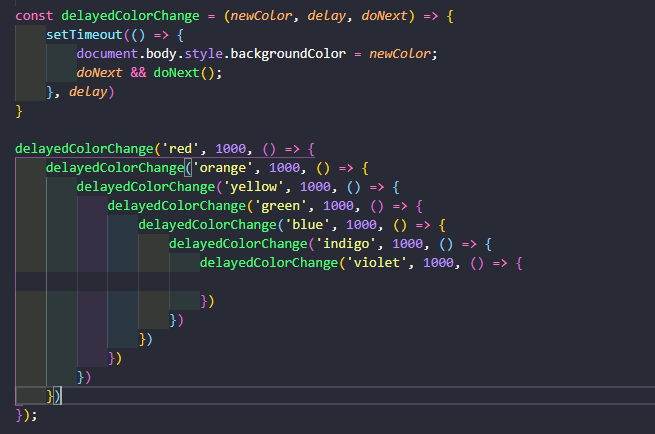 const delayedColorChange = (newColor, delay, doNext) => {
    setTimeout(() => {
        document.body.style.backgroundColor = newColor;
        doNext && doNext();
    }, delay)
}

delayedColorChange('red', 1000, () => {
    delayedColorChange('orange', 1000, () => {
        delayedColorChange('yellow', 1000, () => {
            delayedColorChange('green', 1000, () => {
                delayedColorChange('blue', 1000, () => {
                    delayedColorChange('indigo', 1000, () => {
                        delayedColorChange('violet', 1000, () => {

                        })
                    })
                })
            })
        })
    })
});